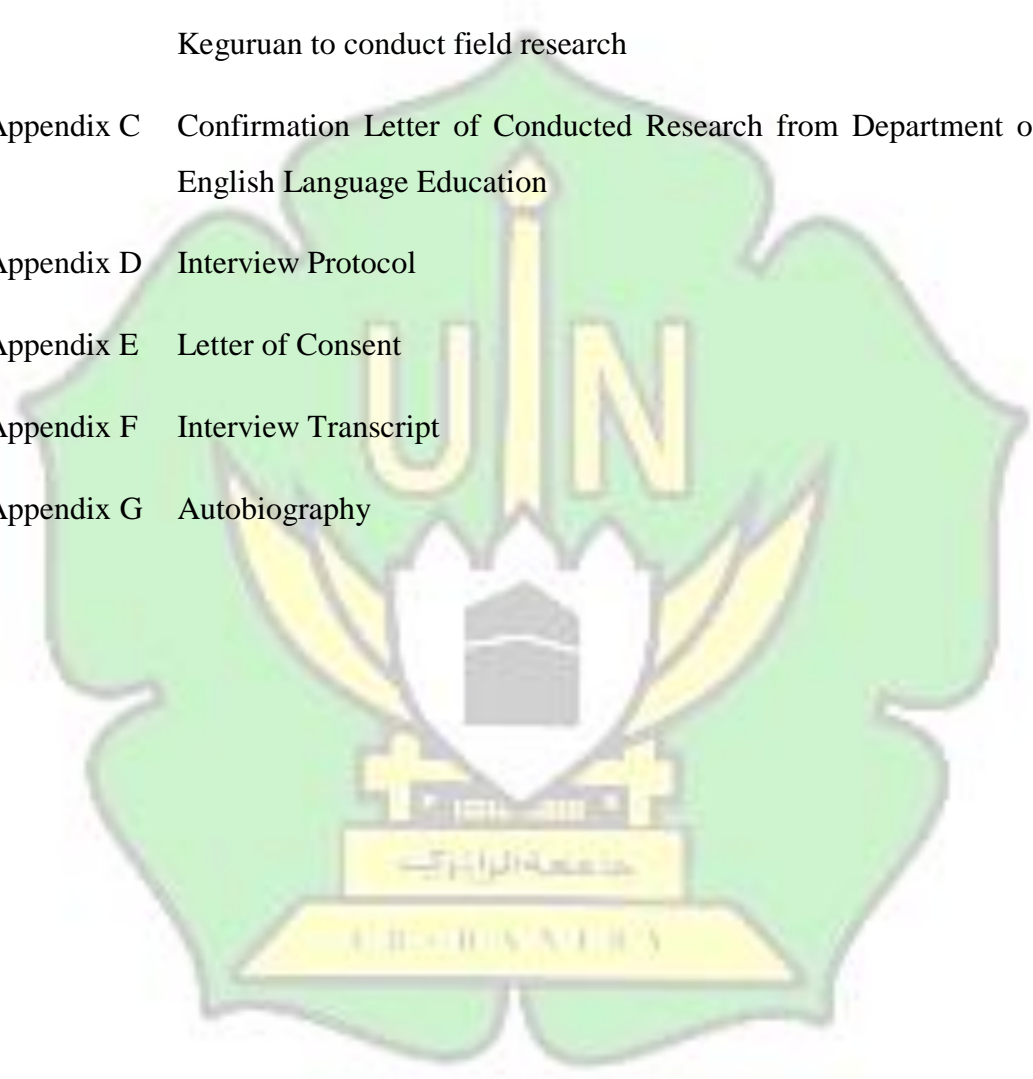 Keguruan to conduct field research
Appendix C Confirmation Letter of Conducted Research from Department o
English Language Education
Appendix D Interview Protocol
Appendix E Letter of Consent
Appendix F Interview Transcript
Appendix G Autobiography
UIN